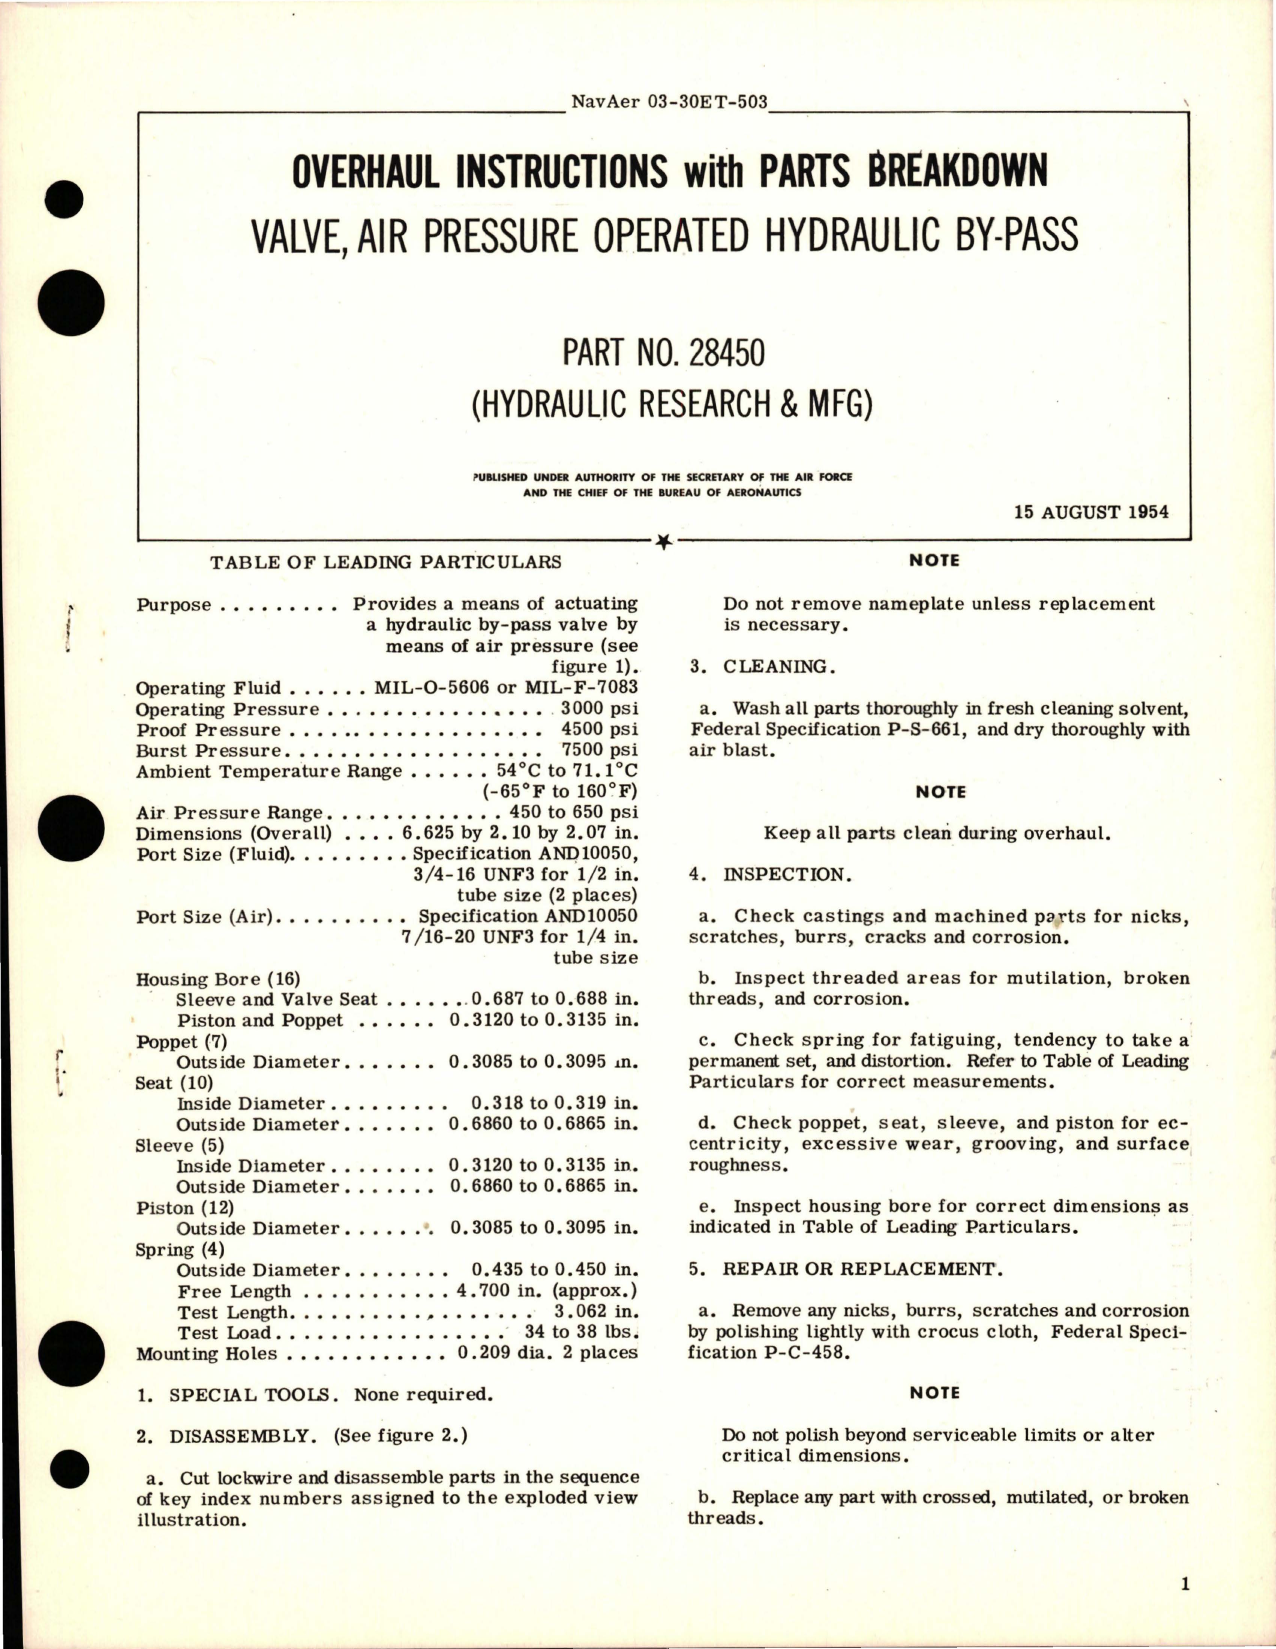 NavAer 03-30ET-503
OVERHAUL INSTRUCTIONS with PARTS BREAKDOWN
VALVE, AIR PRESSURE OPERATED HYDRAULIC BY-PASS
PART NO. 28450
(HYDRAULIC RESEARCH & MFG)
PUBLISHED UNDER AUTHORITY OF THE SECRETARY OF THE AIR FORCE
AND THE CHIEF OF THE BUREAU OF AERONAUTICS
15 AUGUST 1954
TABLE OF LEADING PARTICULARS
Purpose . . . . . . . . . Provides a means of actuating
a hydraulic by-pass valve by
means of air pressure (see
figure 1).
Operating Fluid . . . . . . MIL-O-5606 or MIL-F-7083
Operating Pressure . . . . . . . . . . . . . . . . 3000 psi
Proof Pressure . . . . . . . . . . . . . . . . . . . 4500 psi
Burst Pressure. . . . . . . . . . . . . . . . . . . 7500 psi
Ambient Temperature Range . . . . . . 54°C to 71.1°C
(-65°F to 160°F)
Air Pressure Range. . . . . . . . . . . . . 450 to 650 psi
Dimensions (Overall) . . . . 6.625 by 2.10 by 2.07 in.
Port Size (Fluid). . . . . . . . . Specification AND10050,
3/4-16 UNF3 for 1/2 in.
tube size (2 places)
Port Size (Air). . . . . . . . . . Specification AND10050
7/16-20 UNF3 for 1/4 in.
tube size
Housing Bore (16)
Sleeve and Valve Seat . . . . . . . 0.687 to 0.688 in.
Piston and Poppet . . . . . . 0.3120 to 0.3135 in.
Poppet (7)
Outside Diameter. . . . . . . 0.3085 to 0.3095 in.
Seat (10)
Inside Diameter . . . . . . . . . 0.318 to 0.319 in.
Outside Diameter. . . . . . . 0.6860 to 0.6865 in.
Sleeve (5)
Inside Diameter . . . . . . . . 0.3120 to 0.3135 in.
Outside Diameter. . . . . . . 0.6860 to 0.6865 in.
Piston (12)
Outside Diameter. . . . . . . 0.3085 to 0.3095 in.
Spring (4)
Outside Diameter. . . . . . . . 0.435 to 0.450 in.
Free Length . . . . . . . . . . . 4.700 in. (approx.)
Test Length. . . . . . . . . . . . . . . . . . 3.062 in.
Test Load. . . . . . . . . . . . . . . . . . 34 to 38 lbs.
Mounting Holes . . . . . . . . . . . . 0.209 dia. 2 places
1. SPECIAL TOOLS. None required.
2. DISASSEMBLY. (See figure 2.)
a. Cut lockwire and disassemble parts in the sequence
of key index numbers assigned to the exploded view
illustration.
NOTE
Do not remove nameplate unless replacement
is necessary.
3. CLEANING.
a. Wash all parts thoroughly in fresh cleaning solvent,
Federal Specification P-S-661, and dry thoroughly with
air blast.
NOTE
Keep all parts clean during overhaul.
4. INSPECTION.
a. Check castings and machined parts for nicks,
scratches, burrs, cracks and corrosion.
b. Inspect threaded areas for mutilation, broken
threads, and corrosion.
c. Check spring for fatiguing, tendency to take a
permanent set, and distortion. Refer to Table of Leading
Particulars for correct measurements.
d. Check poppet, seat, sleeve, and piston for ec-
centricity, excessive wear, grooving, and surface
roughness.
e. Inspect housing bore for correct dimensions as
indicated in Table of Leading Particulars.
5. REPAIR OR REPLACEMENT.
a. Remove any nicks, burrs, scratches and corrosion
by polishing lightly with crocus cloth, Federal Speci-
fication P-C-458.
NOTE
Do not polish beyond serviceable limits or alter
critical dimensions.
b. Replace any part with crossed, mutilated, or broken
threads.
1